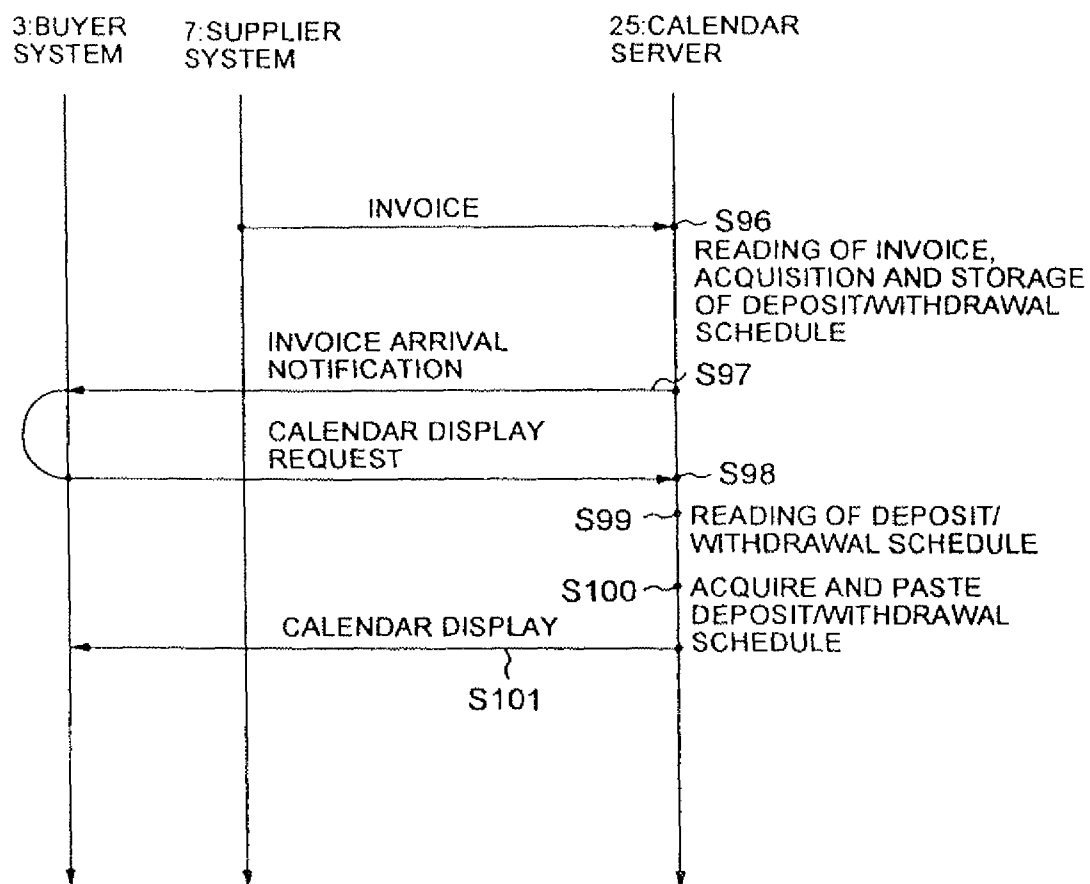 3:BUYER
SYSTEM
7:SUPPLIER
SYSTEM
25:CALENDAR
SERVER
INVOICE
S96
READING OF INVOICE,
ACQUISITION AND STORAGE
OF DEPOSIT/WITHDRAWAL
SCHEDULE
INVOICE ARRIVAL
NOTIFICATION
S97
CALENDAR DISPLAY
REQUEST
S98
S99
READING OF DEPOSIT/
WITHDRAWAL SCHEDULE
S100
ACQUIRE AND PASTE
DEPOSIT/WITHDRAWAL
SCHEDULE
CALENDAR DISPLAY
S101